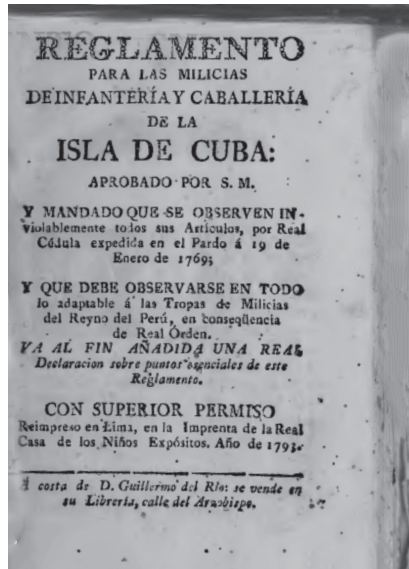 REGLAMENTO
PARA LAS MILICIAS
DE INFANTERÍA Y CABALLERÍA
DE LA
ISLA DE CUBA:
APROBADO POR S. M.
Y MANDADO QUE SE OBSERVEN IN-
violablemente todos sus Artículos, por Real
Cédula expedida en el Pardo á 19 de
Enero de 1769;
Y QUE DEBE OBSERVARSE EN TODO
lo adaptable á las Tropas de Milicias
del Reyno del Perú, en conseqüencia
de Real Órden.
VA AL FIN AÑADIDA UNA REAL
Declaracion sobre puntos esenciales de este
Reglamento.
CON SUPERIOR PERMISO
Reimpreso en Lima, en la Imprenta de la Real
Casa de los Niños Expósitos. Año de 1793.
Á costa de D. Guillermo del Rio: se vende en
su Librería, calle del Arzobispo.